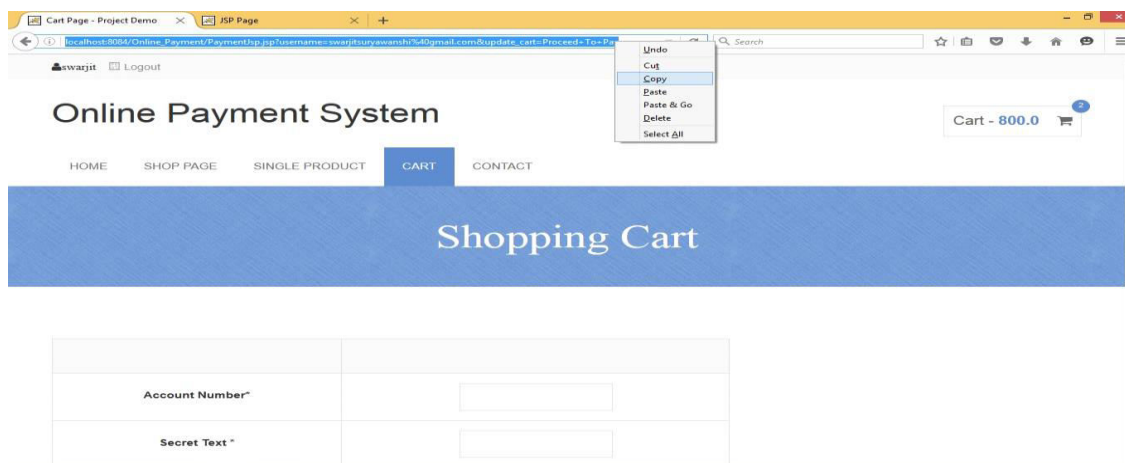 Cart Page - Project Demo JSP Page
localhost:8084/Online_Payment/PaymentJsp.jsp?username=swarjitsuryawanshi%40gmail.com&update_cart=Proceed+To+Pa Search
swarjit Logout
Undo
Cut
Copy
Paste
Paste & Go
Delete
Select All
Online Payment System
Cart - 800.0 2
HOME SHOP PAGE SINGLE PRODUCT CART CONTACT
Shopping Cart
Account Number*
Secret Text *